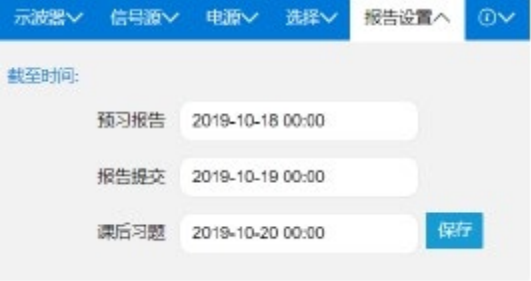 示波器 信号源 电源 选择 报告设置
截至时间:
预习报告 2019-10-18 00:00
报告提交 2019-10-19 00:00
课后习题 2019-10-20 00:00 保存